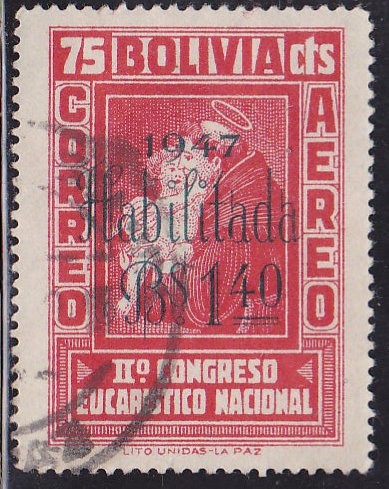 75 BOLIVIA cts
CORREO
AEREO
1947
Habilitada
Bs. 1 40
IIº CONGRESO
EUCARISTICO NACIONAL
LITO UNIDAS-LA PAZ